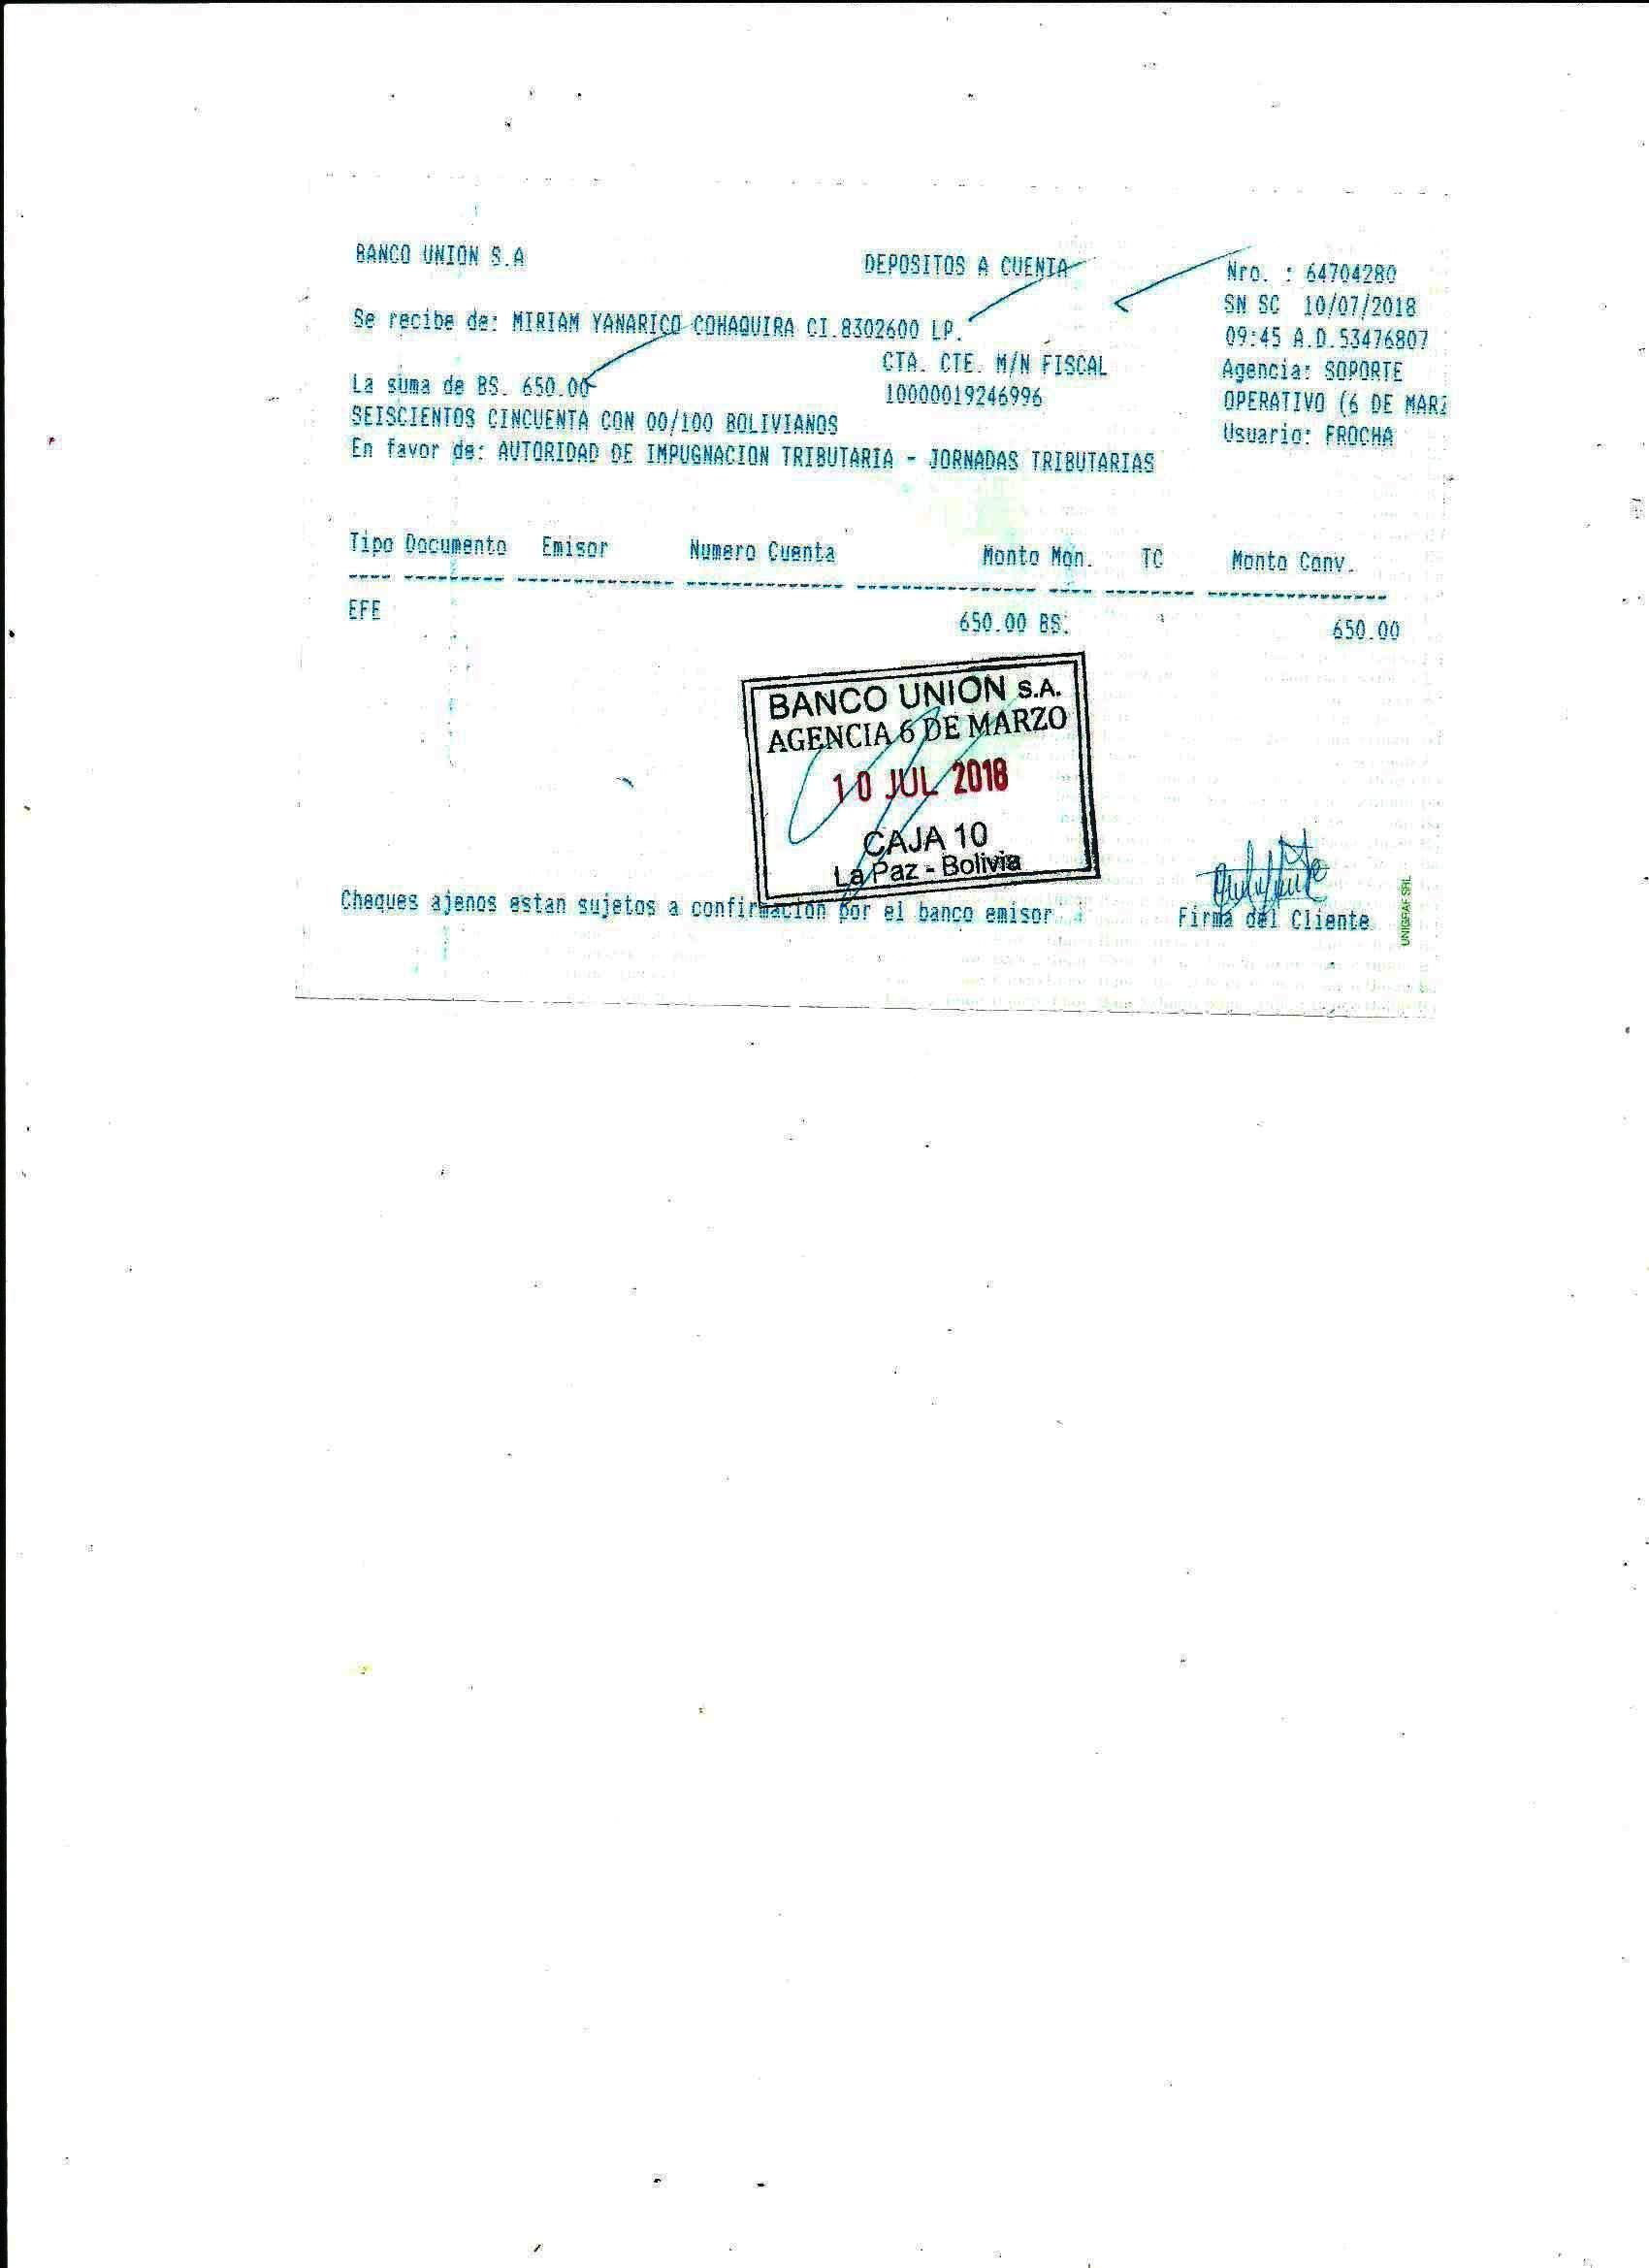 BANCO UNION S.A
DEPOSITOS A CUENTA
Nro. : 64704280
SN SC 10/07/2018
Se recibe de: MIRIAM YANARICO COHAQUIRA CI.8302600 LP.
09:45 A.D.53476807
CTA. CTE. M/N FISCAL
Agencia: SOPORTE
La suma de BS. 650.00
10000019246996
OPERATIVO (6 DE MARZ
SEISCIENTOS CINCUENTA CON 00/100 BOLIVIANOS
Usuario: FROCHA
En favor de: AUTORIDAD DE IMPUGNACION TRIBUTARIA - JORNADAS TRIBUTARIAS
Tipo Documento Emisor Numero Cuenta Monto Mon. TC Monto Conv.
EFE 650.00 BS. 650.00
BANCO UNION S.A.
AGENCIA 6 DE MARZO
10 JUL 2018
CAJA 10
La Paz - Bolivia
Cheques ajenos estan sujetos a confirmacion por el banco emisor
Firma del Cliente
UNIGRAF SRL